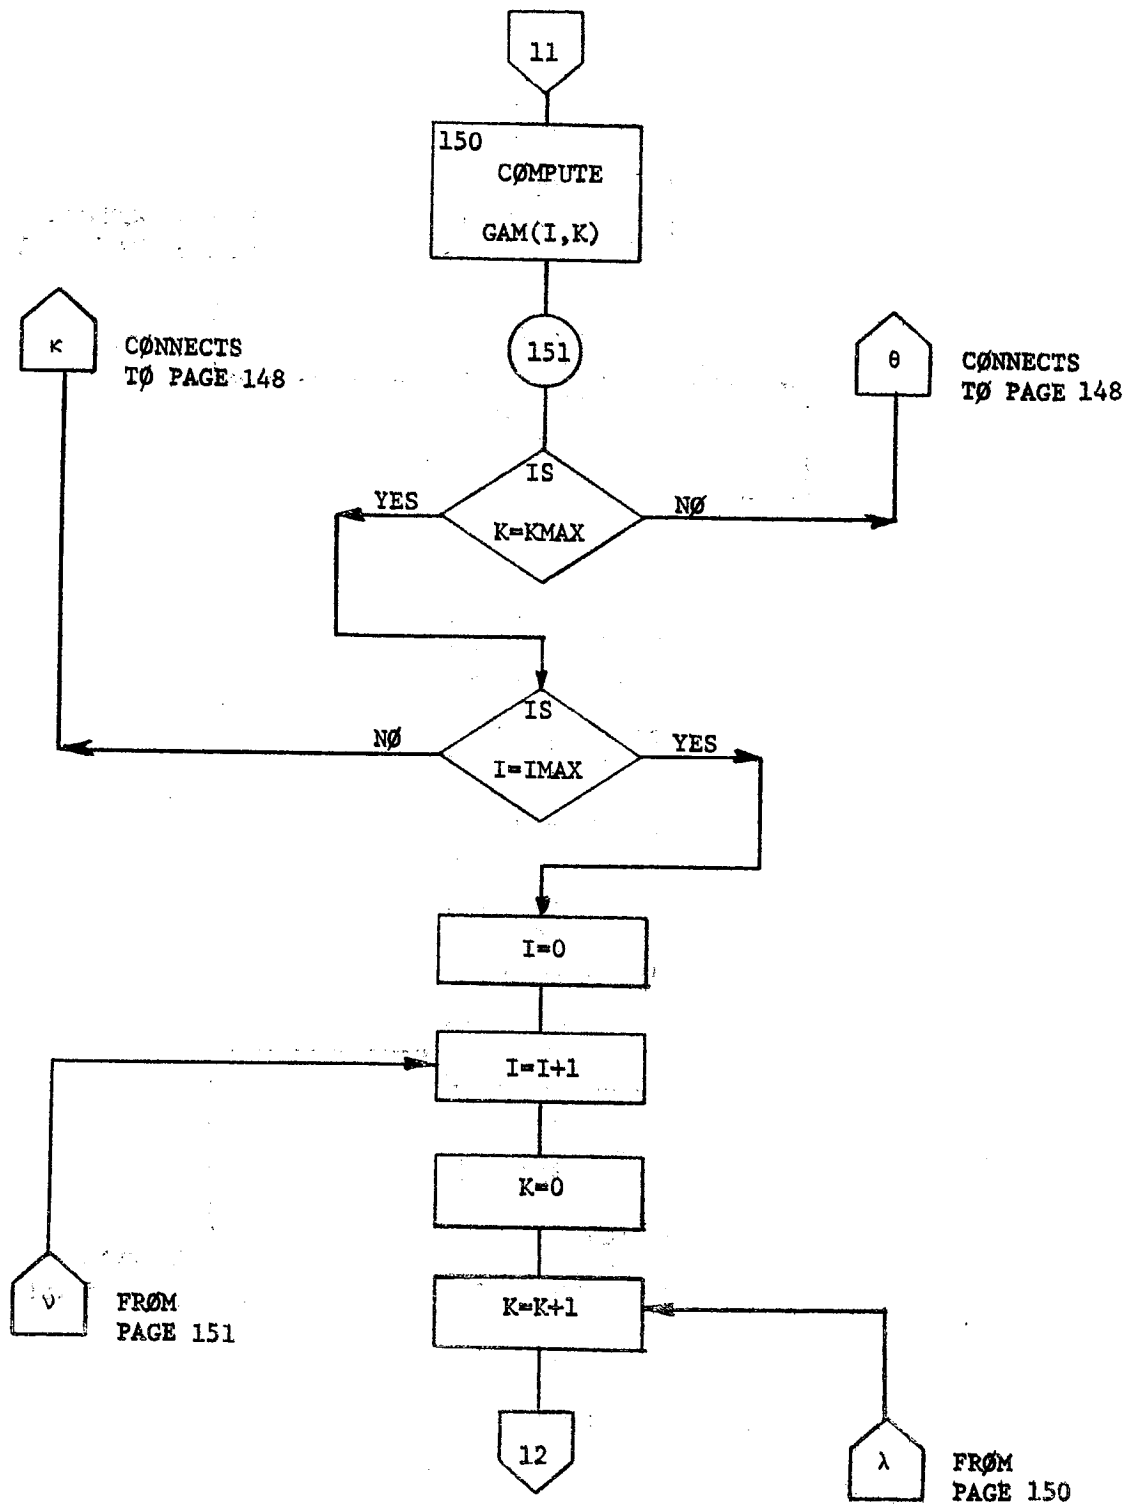 11
150
CØMPUTE
GAM(I,K)
κ
CØNNECTS
TØ PAGE 148
151
θ
CØNNECTS
TØ PAGE 148
IS
K=KMAX
YES
NØ
IS
I=IMAX
NØ
YES
I=0
I=I+1
K=0
ν
FRØM
PAGE 151
K=K+1
12
λ
FRØM
PAGE 150